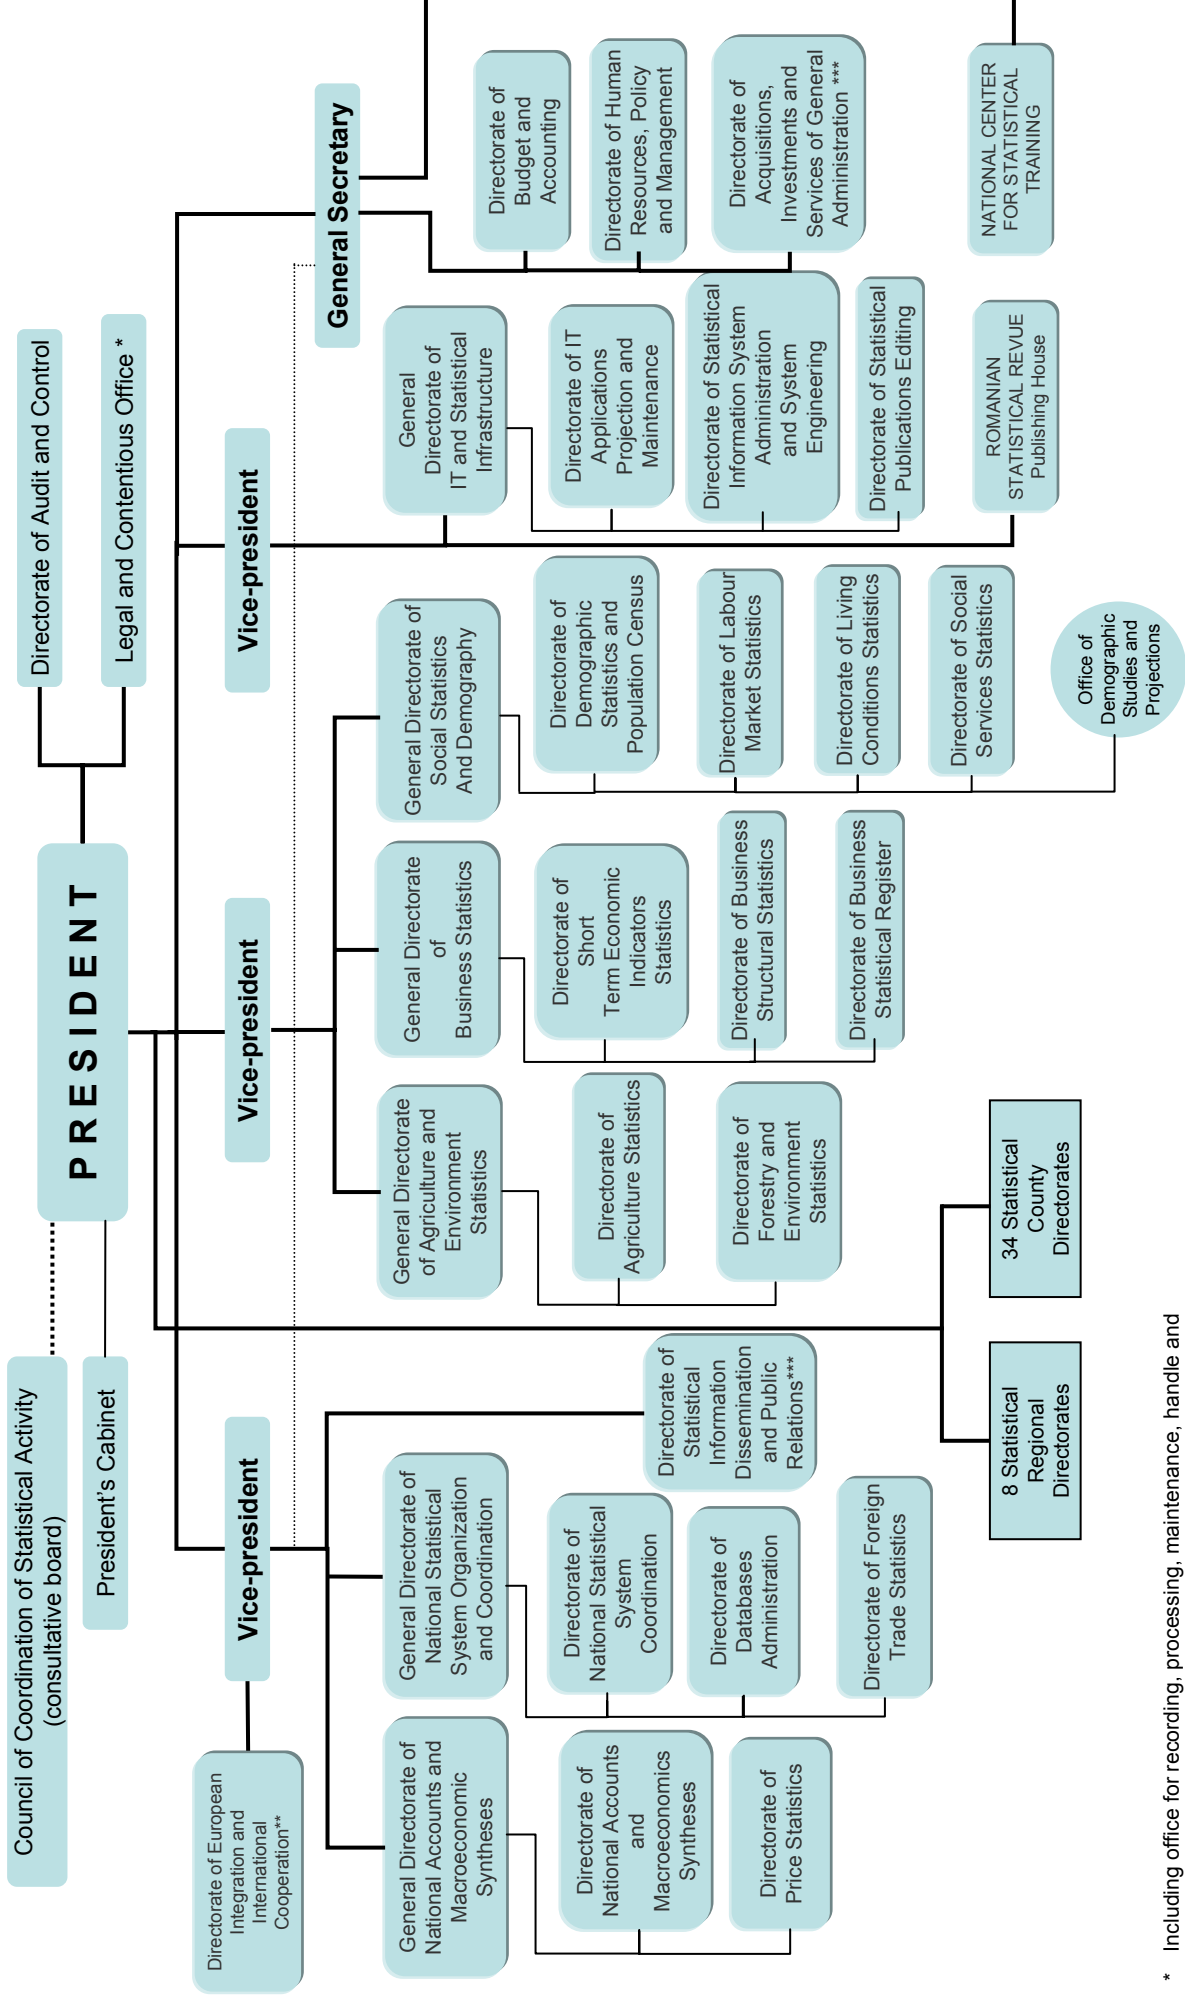 Council of Coordination of Statistical Activity
(consultative board)
President's Cabinet
PRESIDENT
Directorate of Audit and Control
Legal and Contentious Office *
Directorate of European
Integration and
International
Cooperation**
Vice-president
Vice-president
Vice-president
General Secretary
General Directorate of
National Accounts and
Macroeconomic
Syntheses
Directorate of
National Accounts
and
Macroeconomics
Syntheses
Directorate of
Price Statistics
General Directorate of
National Statistical
System Organization
and Coordination
Directorate of
National Statistical
System
Coordination
Directorate of
Databases
Administration
Directorate of Foreign
Trade Statistics
Directorate of
Statistical
Information
Dissemination
and Public
Relations***
General Directorate
of Agriculture and
Environment
Statistics
Directorate of
Agriculture Statistics
Directorate of
Forestry and
Environment
Statistics
General Directorate
of
Business Statistics
Directorate of
Short
Term Economic
Indicators
Statistics
Directorate of Business
Structural Statistics
Directorate of Business
Statistical Register
General Directorate of
Social Statistics
And Demography
Directorate of
Demographic
Statistics and
Population Census
Directorate of Labour
Market Statistics
Directorate of Living
Conditions Statistics
Directorate of Social
Services Statistics
Office of
Demographic
Studies and
Projections
General
Directorate of
IT and Statistical
Infrastructure
Directorate of IT
Applications
Projection and
Maintenance
Directorate of Statistical
Information System
Administration
and System
Engineering
Directorate of Statistical
Publications Editing
ROMANIAN
STATISTICAL REVUE
Publishing House
Directorate of
Budget and
Accounting
Directorate of Human
Resources, Policy
and Management
Directorate of
Acquisitions,
Investments and
Services of General
Administration ***
NATIONAL CENTER
FOR STATISTICAL
TRAINING
8 Statistical
Regional
Directorates
34 Statistical
County
Directorates
* Including office for recording, processing, maintenance, handle and